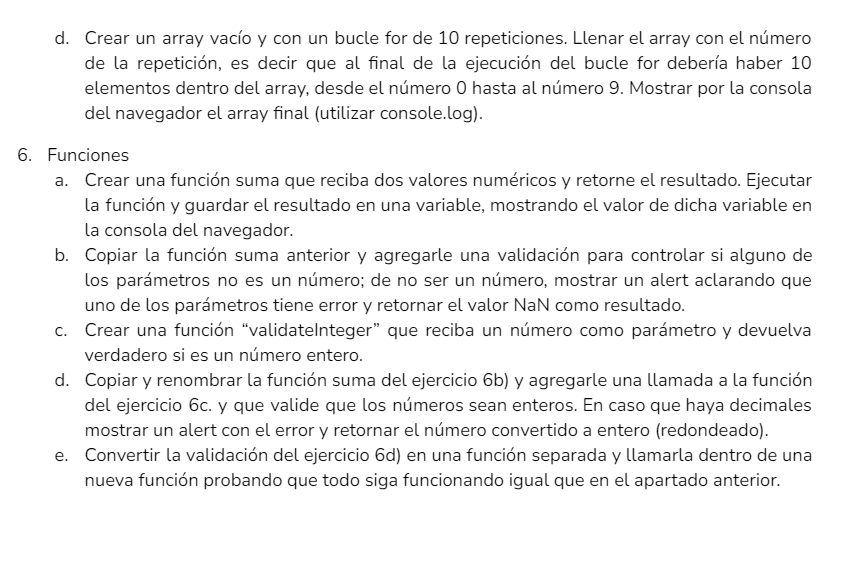 d. Crear un array vacío y con un bucle for de 10 repeticiones. Llenar el array con el número
de la repetición, es decir que al final de la ejecución del bucle for debería haber 10
elementos dentro del array, desde el número 0 hasta al número 9. Mostrar por la consola
del navegador el array final (utilizar console.log).
6. Funciones
a. Crear una función suma que reciba dos valores numéricos y retorne el resultado. Ejecutar
la función y guardar el resultado en una variable, mostrando el valor de dicha variable en
la consola del navegador.
b. Copiar la función suma anterior y agregarle una validación para controlar si alguno de
los parámetros no es un número; de no ser un número, mostrar un alert aclarando que
uno de los parámetros tiene error y retornar el valor NaN como resultado.
c. Crear una función “validateInteger” que reciba un número como parámetro y devuelva
verdadero si es un número entero.
d. Copiar y renombrar la función suma del ejercicio 6b) y agregarle una llamada a la función
del ejercicio 6c. y que valide que los números sean enteros. En caso que haya decimales
mostrar un alert con el error y retornar el número convertido a entero (redondeado).
e. Convertir la validación del ejercicio 6d) en una función separada y llamarla dentro de una
nueva función probando que todo siga funcionando igual que en el apartado anterior.